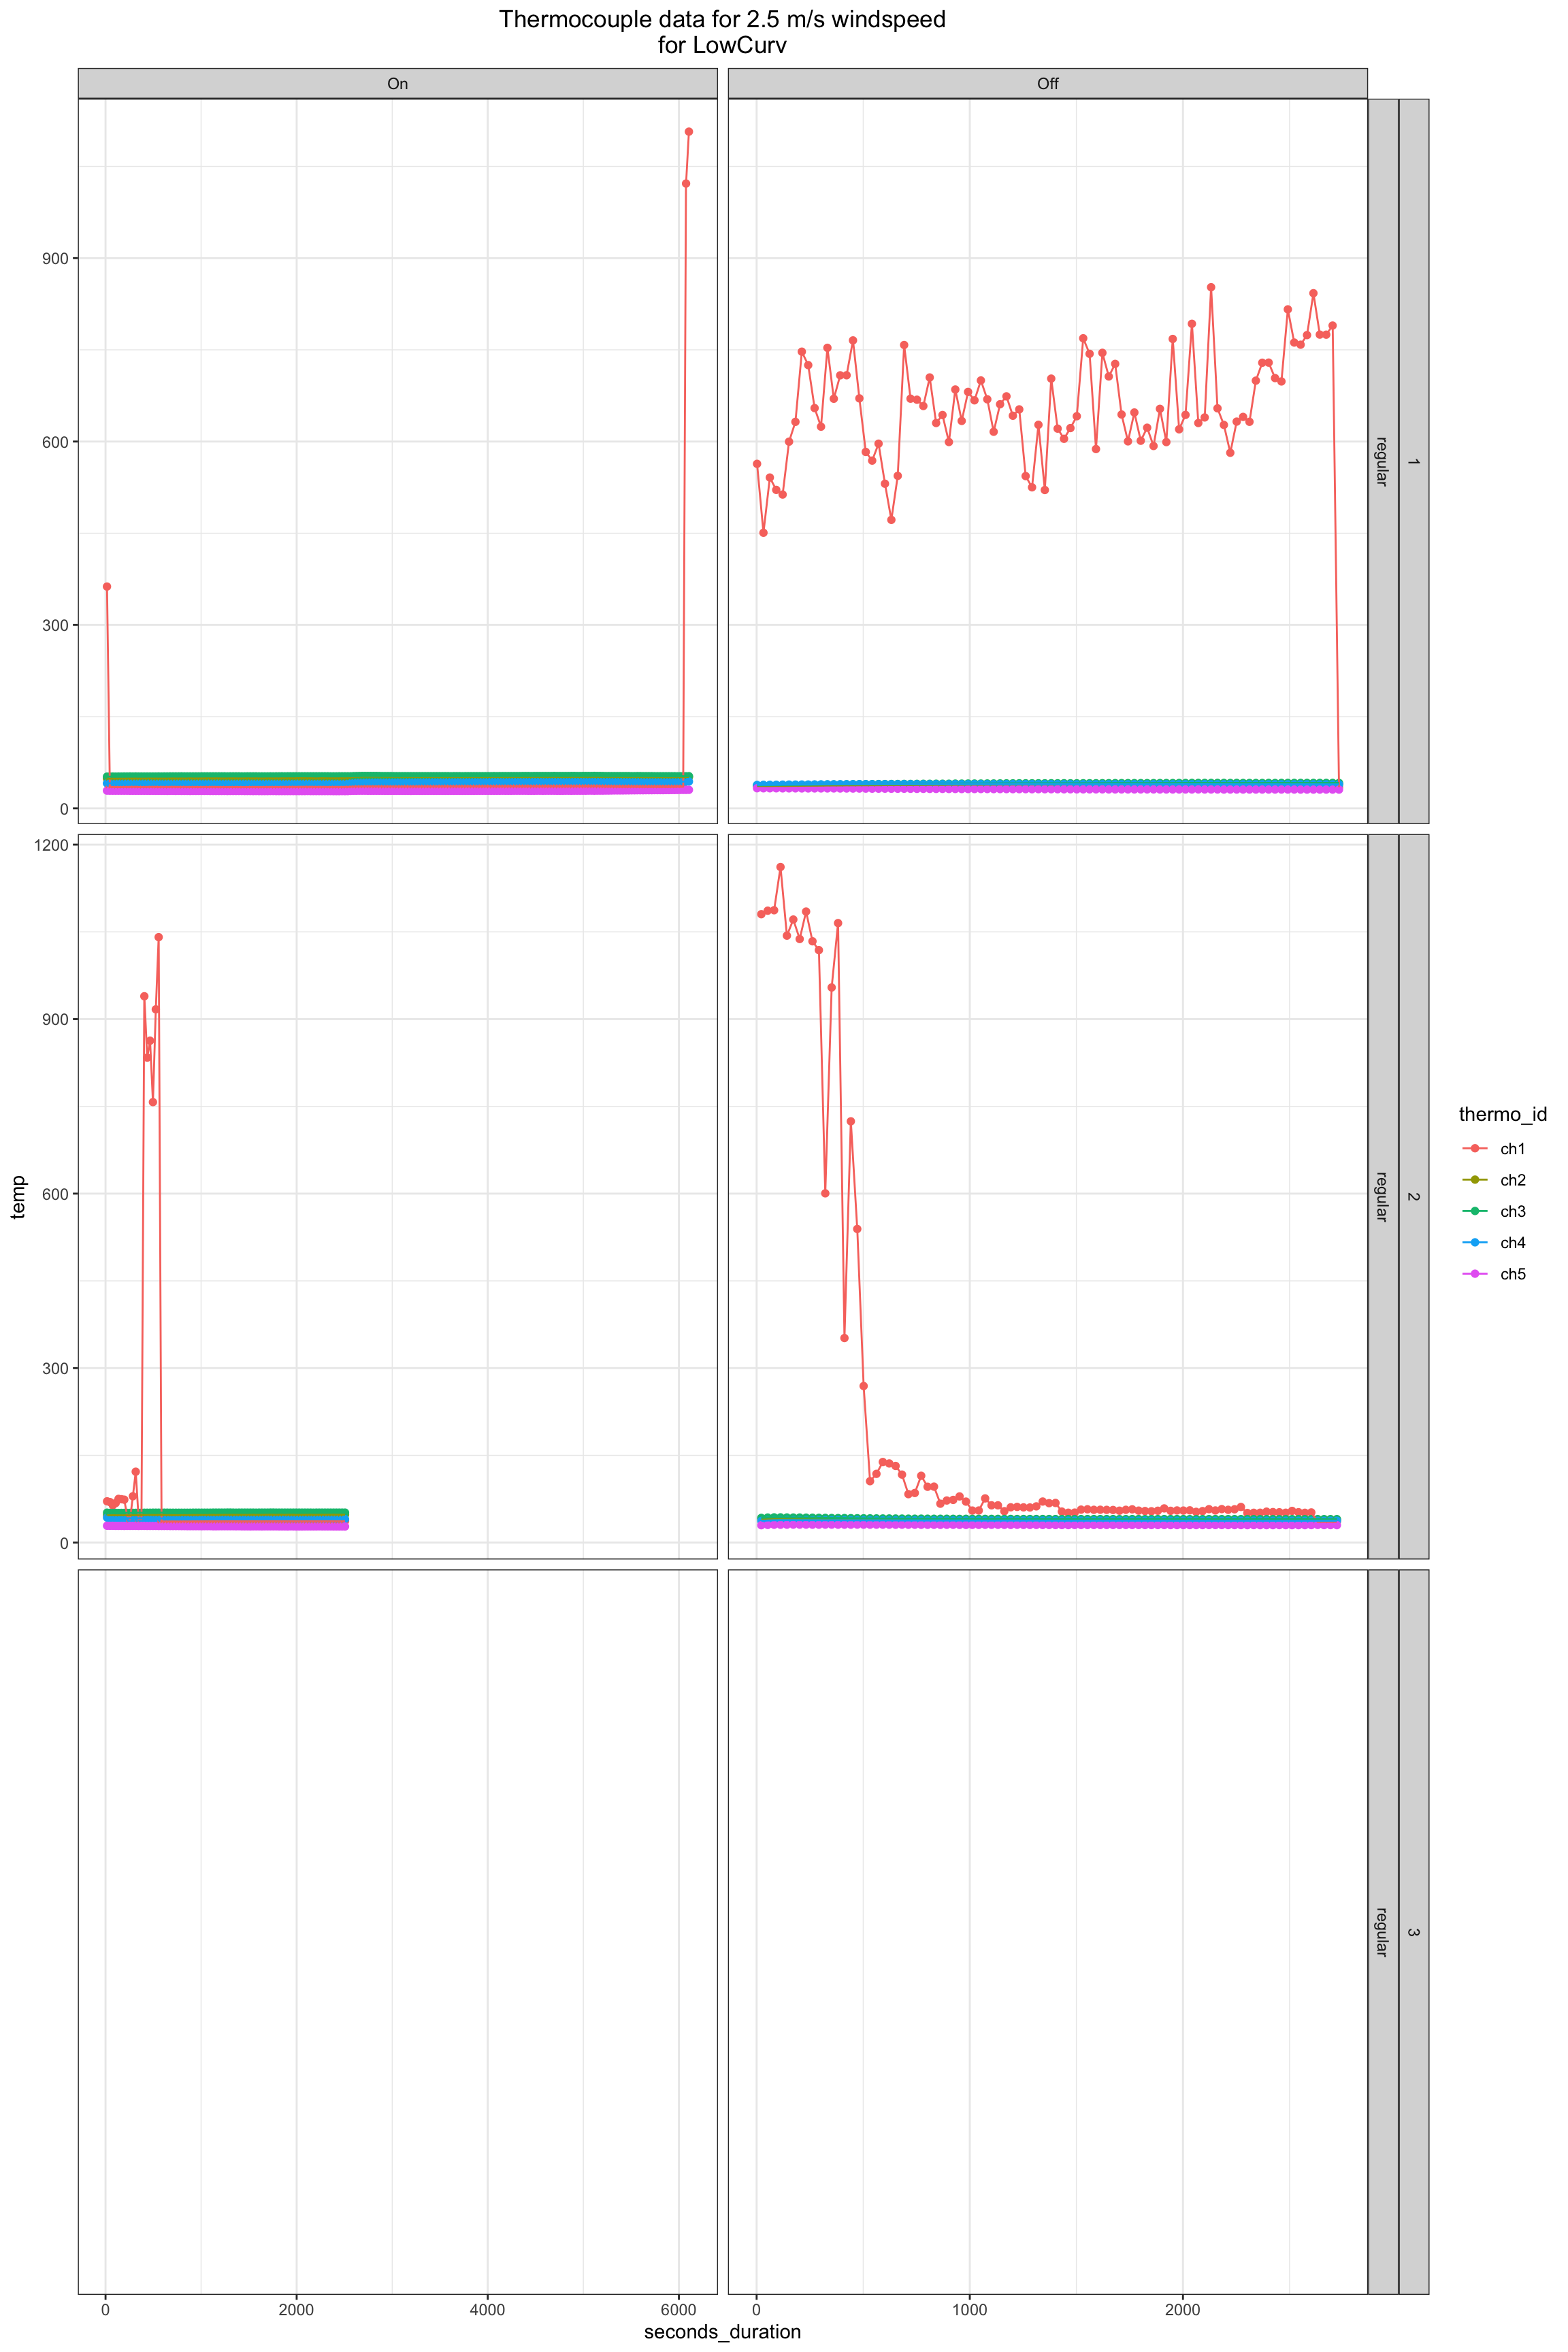 Thermocouple data for 2.5 m/s windspeed
for LowCurv
On
Off
900
600
300
0
regular
1
1200
900
600
300
0
regular
2
temp
thermo_id
ch1
ch2
ch3
ch4
ch5
regular
3
0
2000
4000
6000
0
1000
2000
seconds_duration